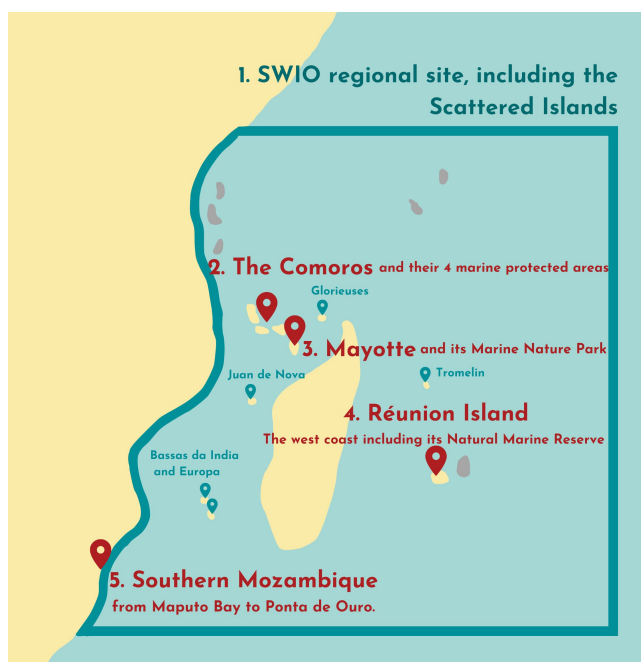 1. SWIO regional site, including the
Scattered Islands
2. The Comoros and their 4 marine protected areas
Glorieuses
3. Mayotte and its Marine Nature Park
Juan de Nova
Tromelin
4. Réunion Island
The west coast including its Natural Marine Reserve
Bassas da India
and Europa
5. Southern Mozambique
from Maputo Bay to Ponta de Ouro.